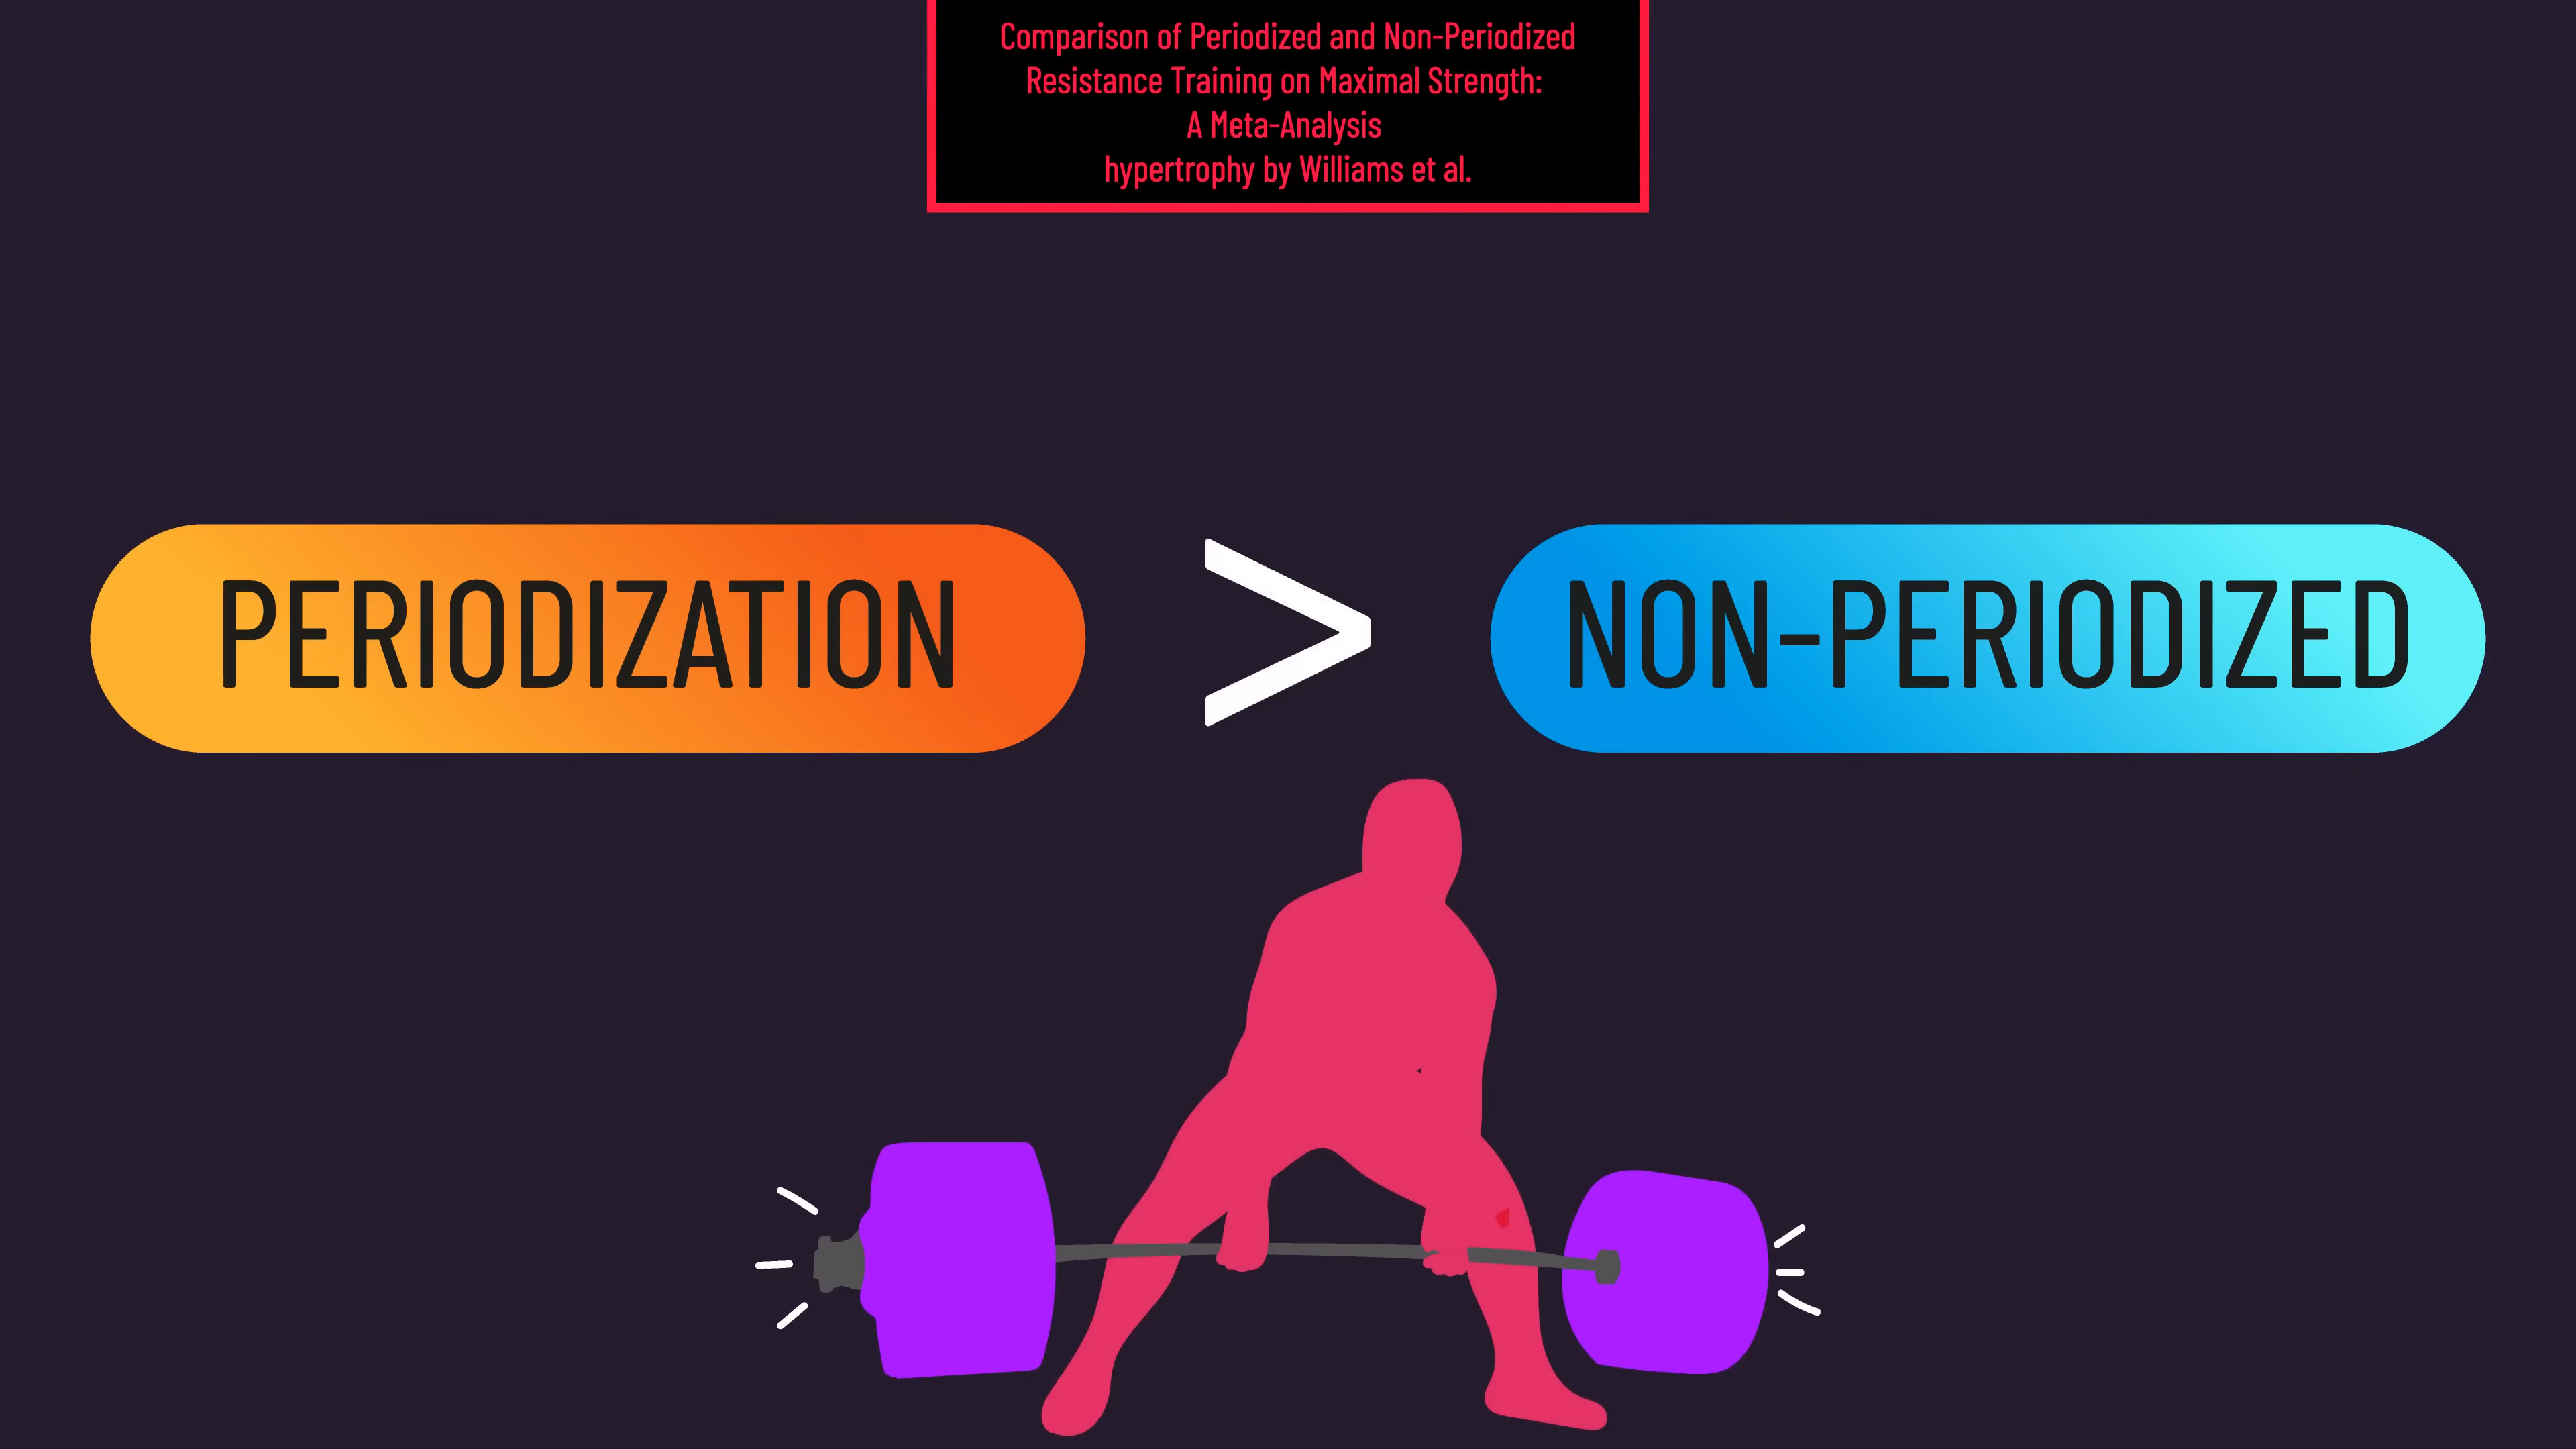 Comparison of Periodized and Non-Periodized
Resistance Training on Maximal Strength:
A Meta-Analysis
hypertrophy by Williams et al.
PERIODIZATION > NON-PERIODIZED